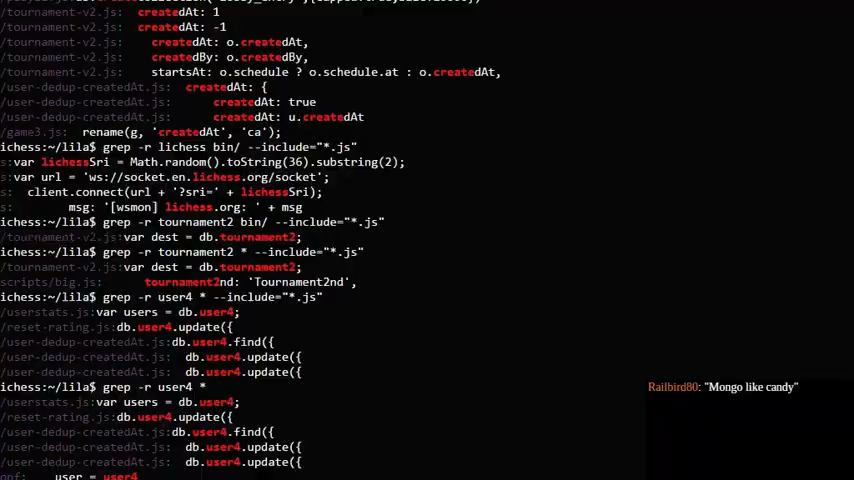 /tournament-v2.js:  createdAt: 1
/tournament-v2.js:  createdAt: -1
/tournament-v2.js:     createdAt: o.createdAt,
/tournament-v2.js:     createdBy: o.createdBy,
/tournament-v2.js:     startsAt: o.schedule ? o.schedule.at : o.createdAt,
/user-dedup-createdAt.js:  createdAt: {
/user-dedup-createdAt.js:       createdAt: true
/user-dedup-createdAt.js:       createdAt: u.createdAt
/game3.js:  rename(g, 'createdAt', 'ca');
ichess:~/lila$ grep -r lichess bin/ --include="*.js"
s:var lichessSri = Math.random().toString(36).substring(2);
s:var url = 'ws://socket.en.lichess.org/socket';
s:  client.connect(url + '?sri=' + lichessSri);
s:      msg: '[wsmon] lichess.org: ' + msg
ichess:~/lila$ grep -r tournament2 bin/ --include="*.js"
/tournament-v2.js:var dest = db.tournament2;
ichess:~/lila$ grep -r tournament2 * --include="*.js"
/tournament-v2.js:var dest = db.tournament2;
scripts/big.js:    tournament2nd: 'Tournament2nd',
ichess:~/lila$ grep -r user4 * --include="*.js"
/userstats.js:var users = db.user4;
/reset-rating.js:db.user4.update({
/user-dedup-createdAt.js:db.user4.find({
/user-dedup-createdAt.js:  db.user4.update({
/user-dedup-createdAt.js:  db.user4.update({
ichess:~/lila$ grep -r user4 *
Railbird80: "Mongo like candy"
/userstats.js:var users = db.user4;
/reset-rating.js:db.user4.update({
/user-dedup-createdAt.js:db.user4.find({
/user-dedup-createdAt.js:  db.user4.update({
/user-dedup-createdAt.js:  db.user4.update({
onf:    user = user4